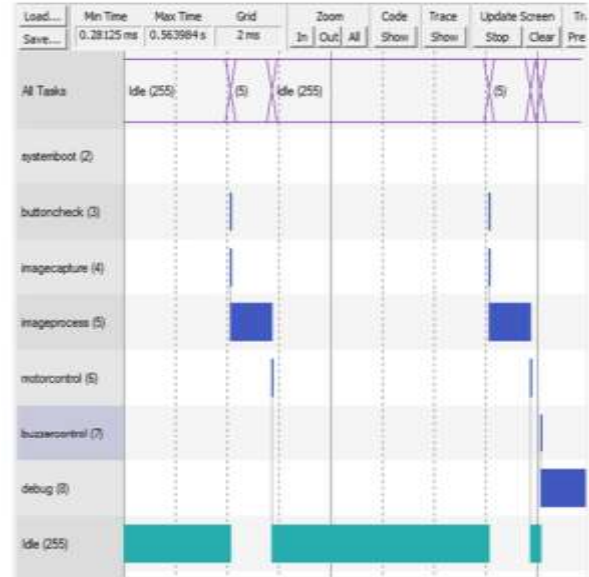 Load... Min Time Max Time Grid Zoom Code Trace Update Screen Tr
Save... 0.28125 ms 0.563984 s 2 ms In Out All Show Show Stop Clear Pre
All Tasks Idle (255) (5) Idle (255) (5)
systemboot (2)
buttoncheck (3)
imagecapture (4)
imageprocess (5)
motorcontrol (6)
buzzercontrol (7)
debug (8)
Idle (255)